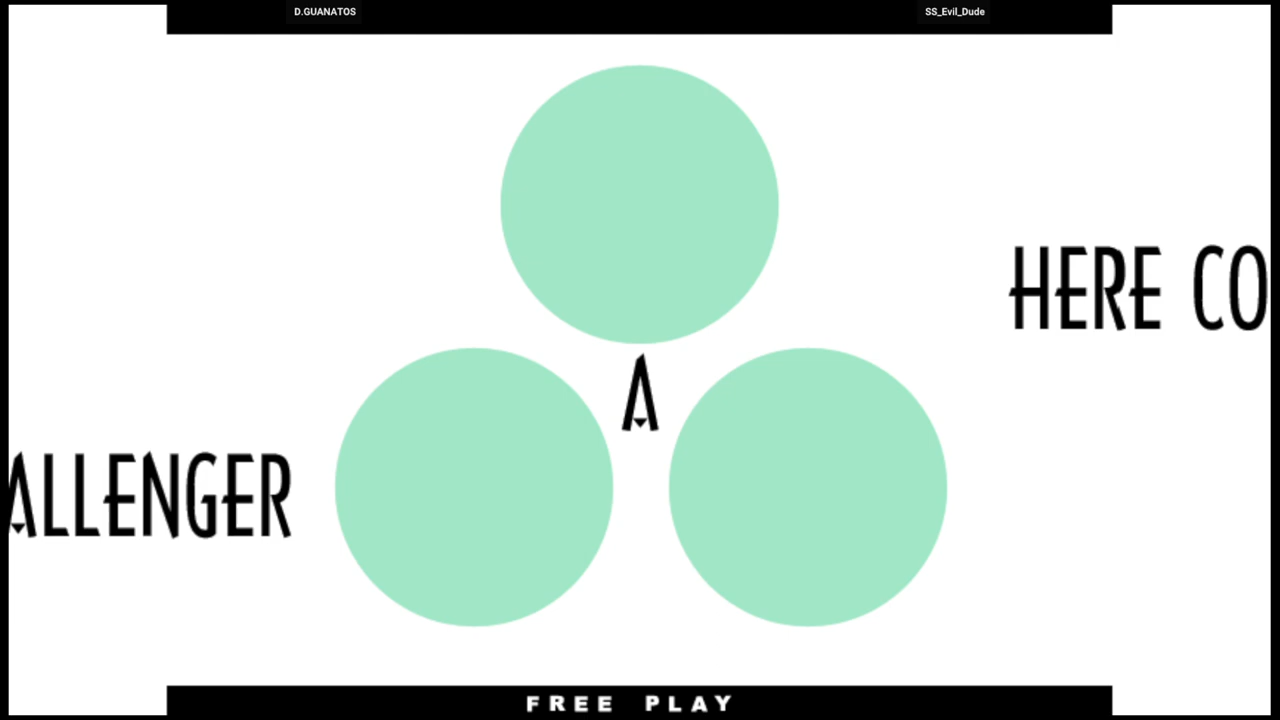 D.GUANATOS
SS_Evil_Dude
HERE CO
A
ALLENGER
FREE PLAY